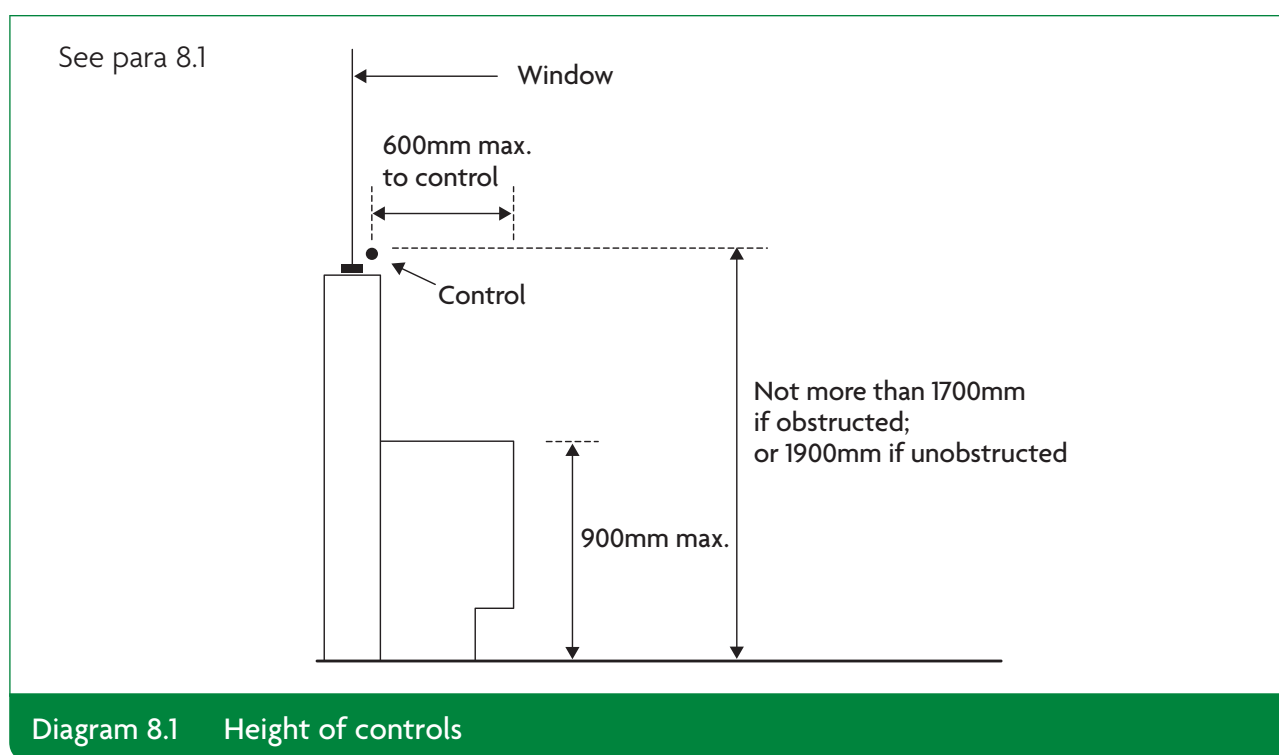 See para 8.1
Window
600mm max.
to control
Control
Not more than 1700mm
if obstructed;
or 1900mm if unobstructed
900mm max.
Diagram 8.1 Height of controls